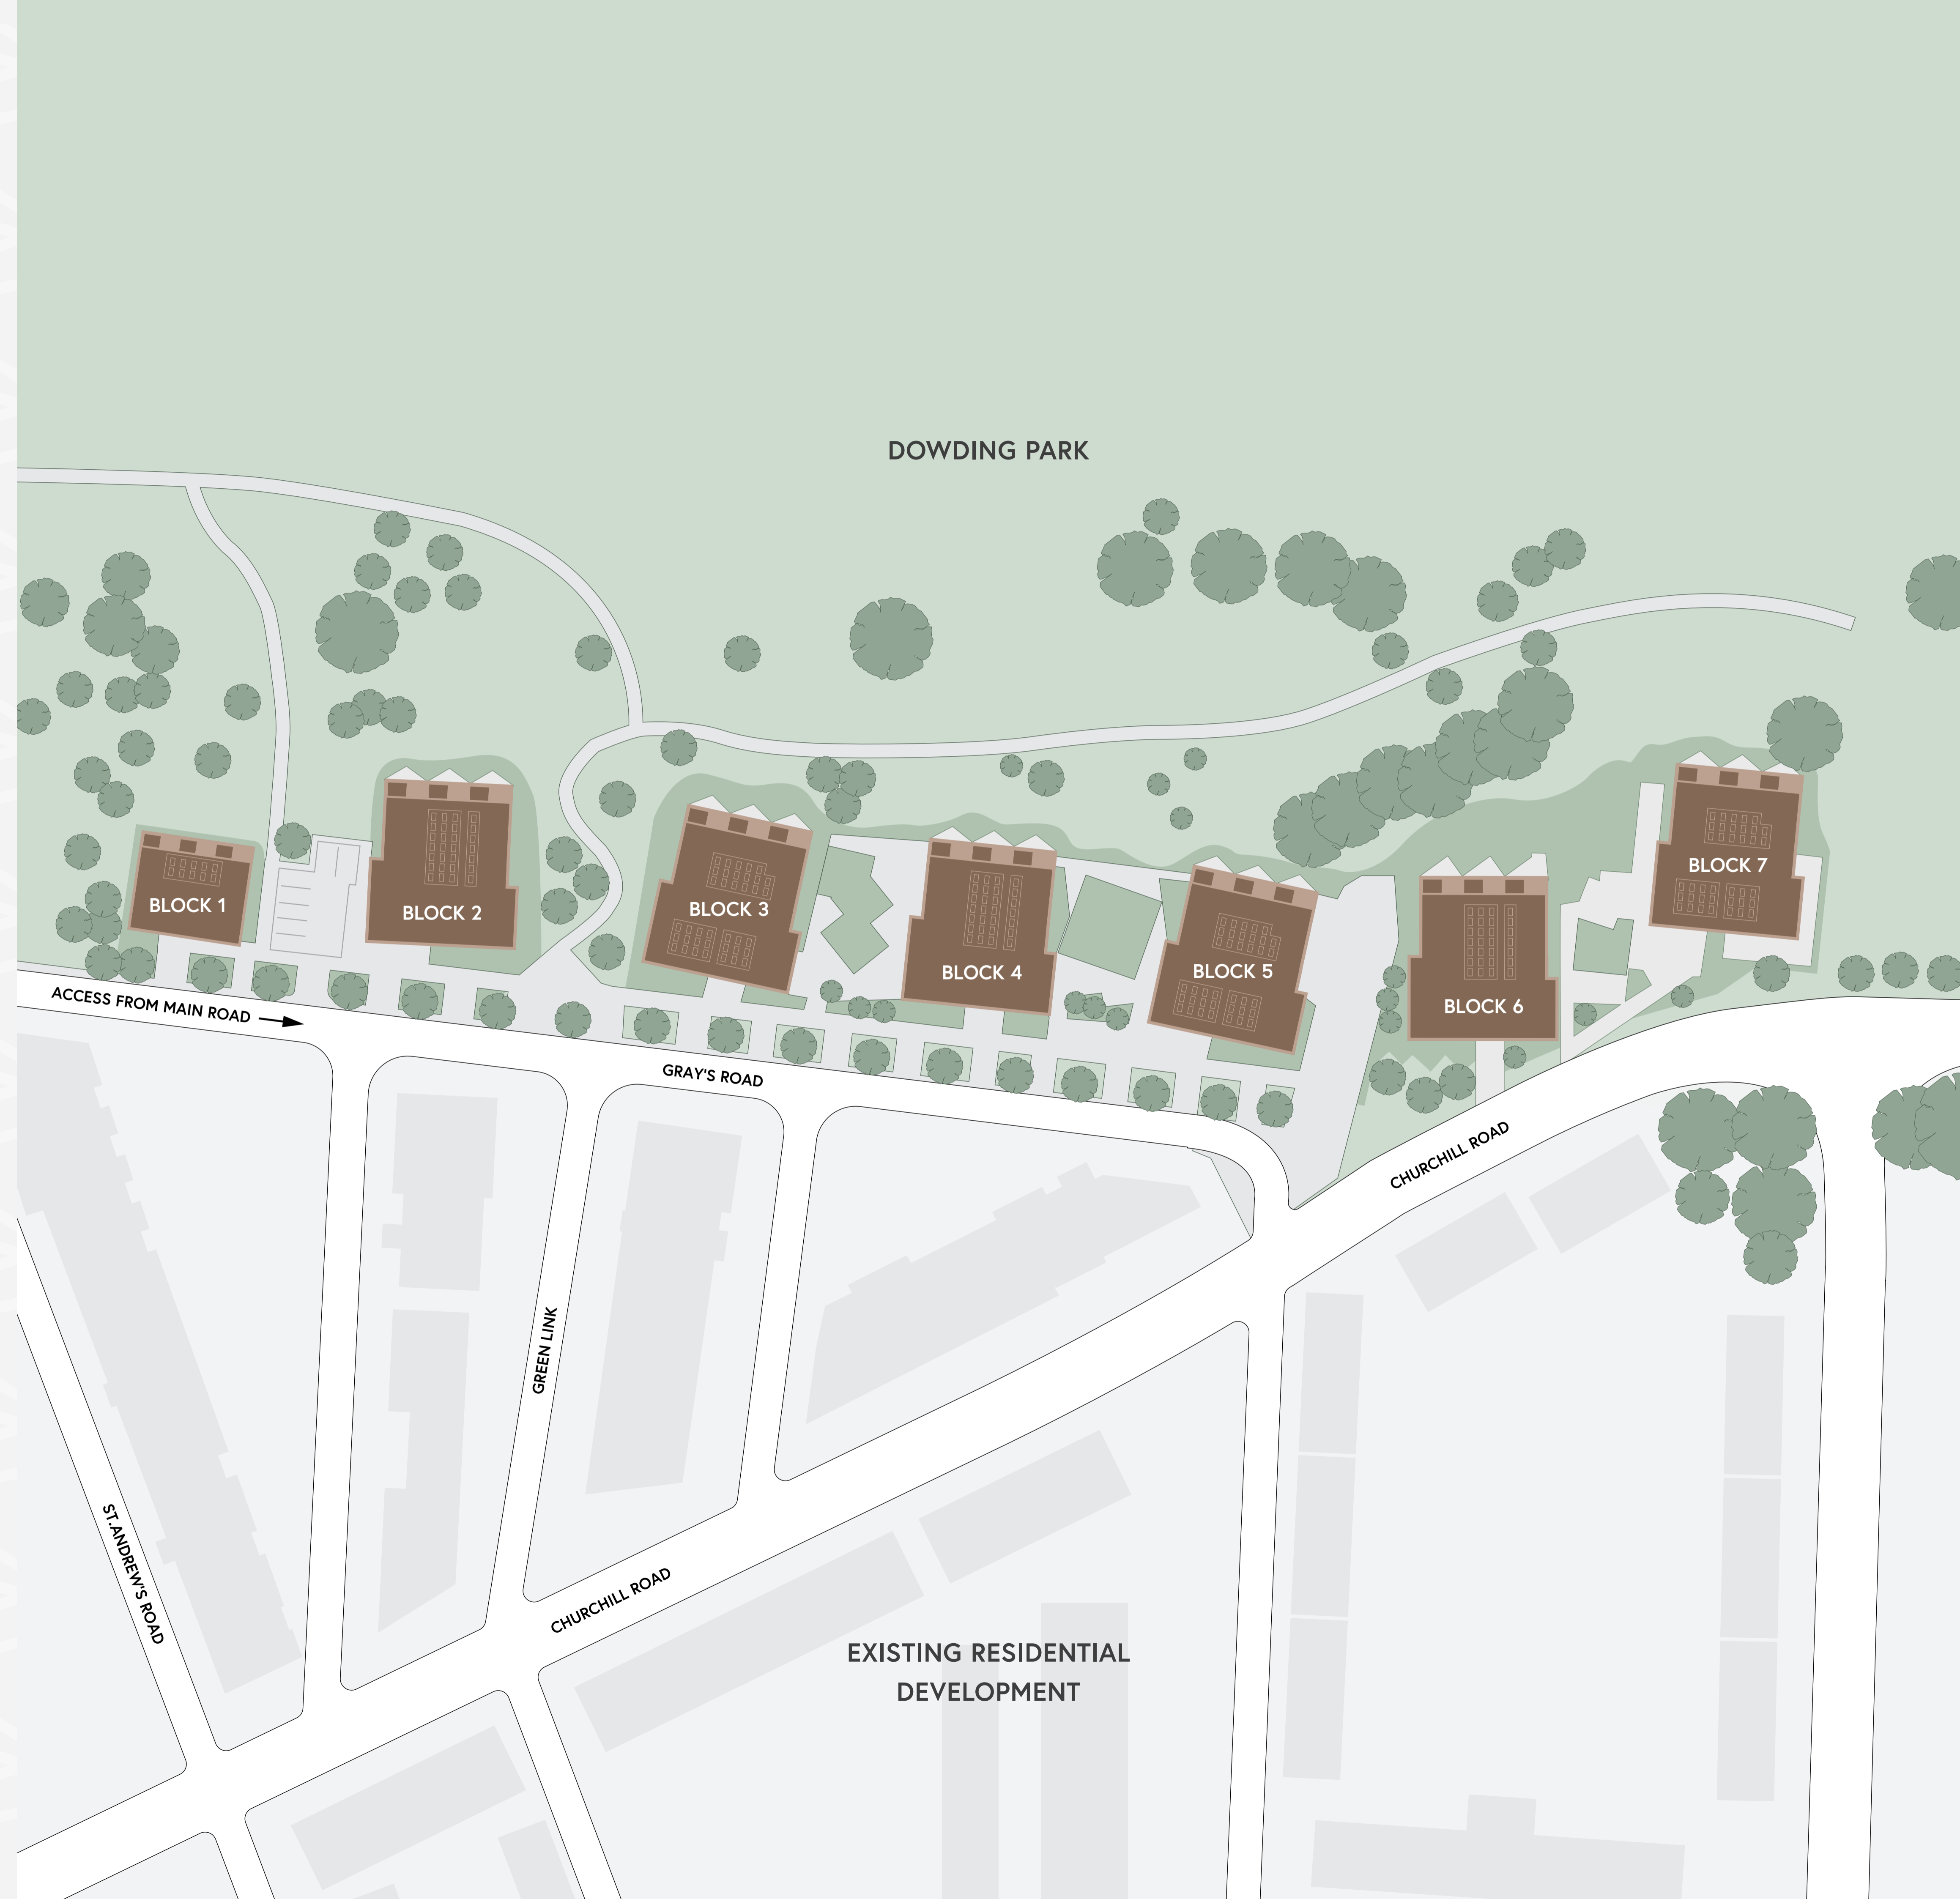 DOWDING PARK
BLOCK 1
BLOCK 2
BLOCK 3
BLOCK 4
BLOCK 5
BLOCK 6
BLOCK 7
ACCESS FROM MAIN ROAD
GRAY'S ROAD
CHURCHILL ROAD
GREEN LINK
ST.ANDREW'S ROAD
CHURCHILL ROAD
EXISTING RESIDENTIAL
DEVELOPMENT